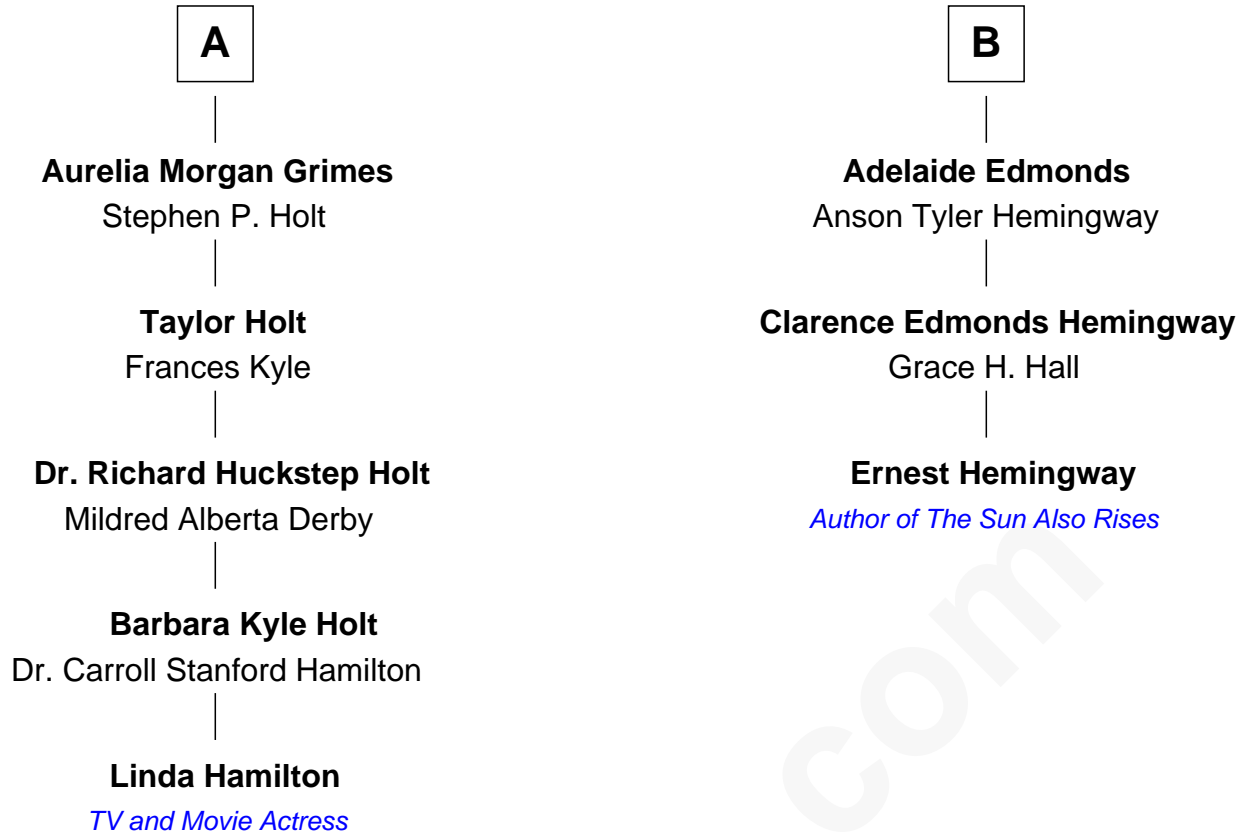 A
Aurelia Morgan Grimes
Stephen P. Holt
Taylor Holt
Frances Kyle
Dr. Richard Huckstep Holt
Mildred Alberta Derby
Barbara Kyle Holt
Dr. Carroll Stanford Hamilton
Linda Hamilton
TV and Movie Actress
B
Adelaide Edmonds
Anson Tyler Hemingway
Clarence Edmonds Hemingway
Grace H. Hall
Ernest Hemingway
Author of The Sun Also Rises
com